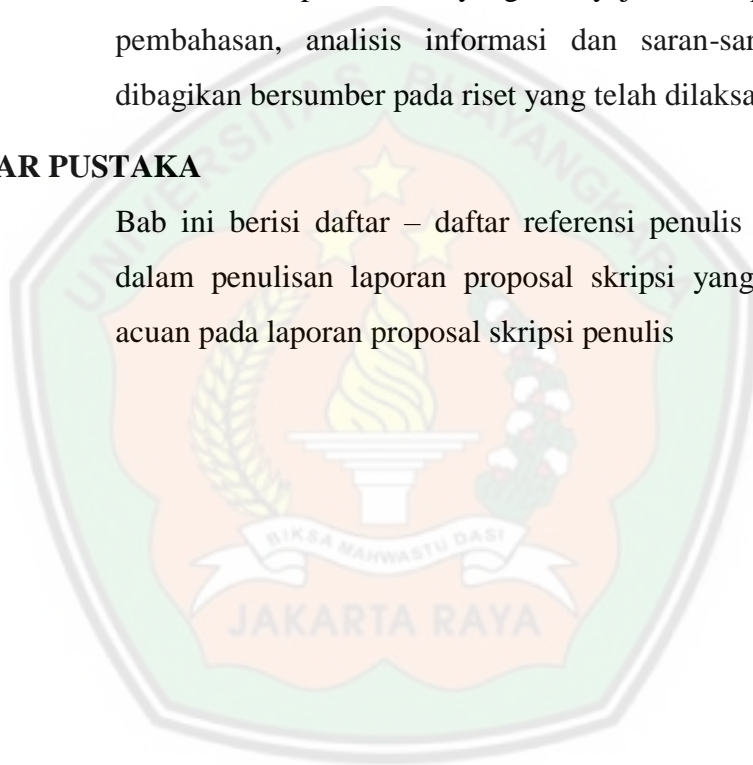 pembahasan, analisis informasi dan saran-sar
dibagikan bersumber pada riset yang telah dilaksa
AR PUSTAKA
Bab ini berisi daftar – daftar referensi penulis
dalam penulisan laporan proposal skripsi yang
acuan pada laporan proposal skripsi penulis
UNIVERSITAS BHAYANGKARA
BIKSA MAHWASTU DASI
JAKARTA RAYA